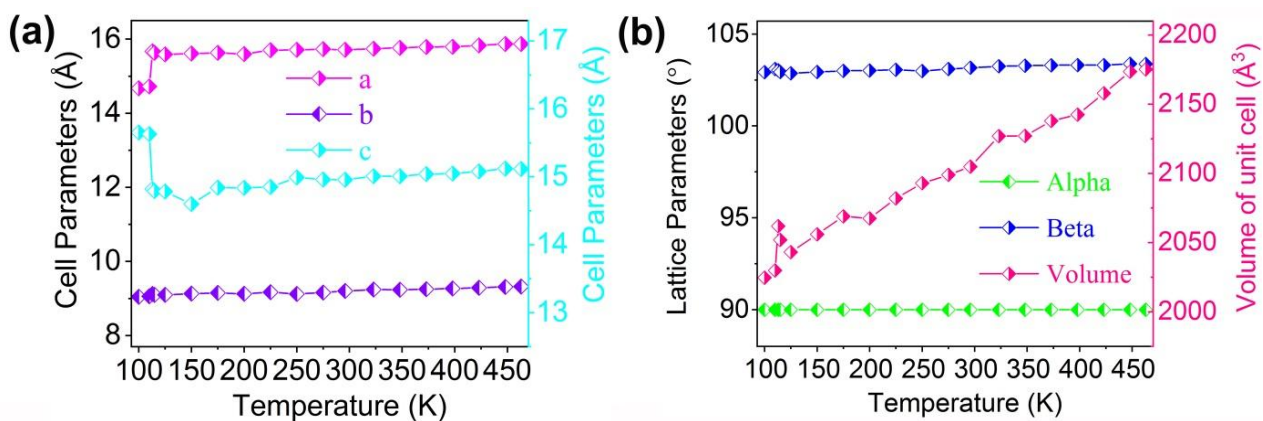 (a)
16
14
12
10
8
Cell Parameters (Å)
a
b
c
17
16
15
14
13
Cell Parameters (Å)
100 150 200 250 300 350 400 450
Temperature (K)
(b)
105
100
95
90
Lattice Parameters (°)
Alpha
Beta
Volume
2200
2150
2100
2050
2000
Volume of unit cell (Å³)
100 150 200 250 300 350 400 450
Temperature (K)